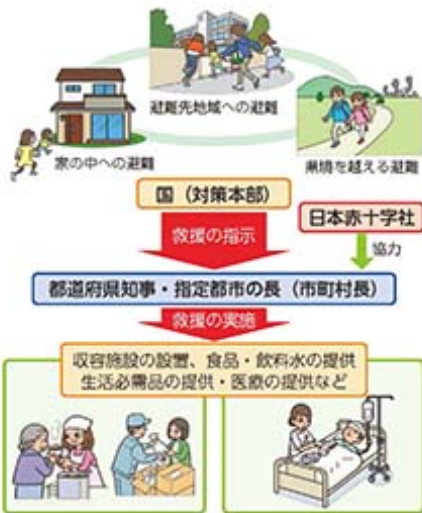 避難先地域への避難
家の中への避難
県境を越える避難
国（対策本部）
救援の指示
日本赤十字社
協力
都道府県知事・指定都市の長（市町村長）
救援の実施
収容施設の設置、食品・飲料水の提供
生活必需品の提供・医療の提供など